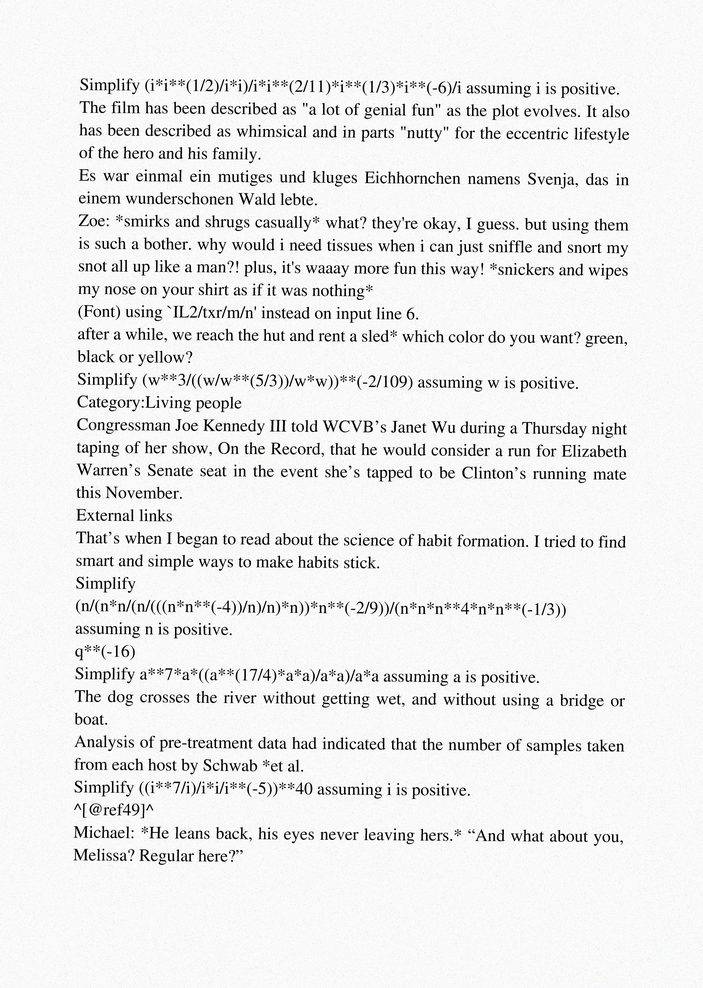 Simplify (i*i**(1/2)/i*i)/i*i**(2/11)*i**(1/3)*i**(-6)/i assuming i is positive.
The film has been described as "a lot of genial fun" as the plot evolves. It also
has been described as whimsical and in parts "nutty" for the eccentric lifestyle
of the hero and his family.
Es war einmal ein mutiges und kluges Eichhornchen namens Svenja, das in
einem wunderschonen Wald lebte.
Zoe: *smirks and shrugs casually* what? they're okay, I guess. but using them
is such a bother. why would i need tissues when i can just sniffle and snort my
snot all up like a man?! plus, it's waaay more fun this way! *snickers and wipes
my nose on your shirt as if it was nothing*
(Font) using `IL2/txr/m/n' instead on input line 6.
after a while, we reach the hut and rent a sled* which color do you want? green,
black or yellow?
Simplify (w**3/((w/w**(5/3))/w*w))**(-2/109) assuming w is positive.
Category:Living people
Congressman Joe Kennedy III told WCVB’s Janet Wu during a Thursday night
taping of her show, On the Record, that he would consider a run for Elizabeth
Warren’s Senate seat in the event she’s tapped to be Clinton’s running mate
this November.
External links
That’s when I began to read about the science of habit formation. I tried to find
smart and simple ways to make habits stick.
Simplify
(n/(n*n/(n/(((n*n**(-4))/n)/n)*n))*n**(-2/9))/(n*n*n**4*n*n**(-1/3))
assuming n is positive.
q**(-16)
Simplify a**7*a*((a**(17/4)*a*a)/a*a)/a*a assuming a is positive.
The dog crosses the river without getting wet, and without using a bridge or
boat.
Analysis of pre-treatment data had indicated that the number of samples taken
from each host by Schwab *et al.
Simplify ((i**7/i)/i*i/i**(-5))**40 assuming i is positive.
^[@ref49]^
Michael: *He leans back, his eyes never leaving hers.* “And what about you,
Melissa? Regular here?”